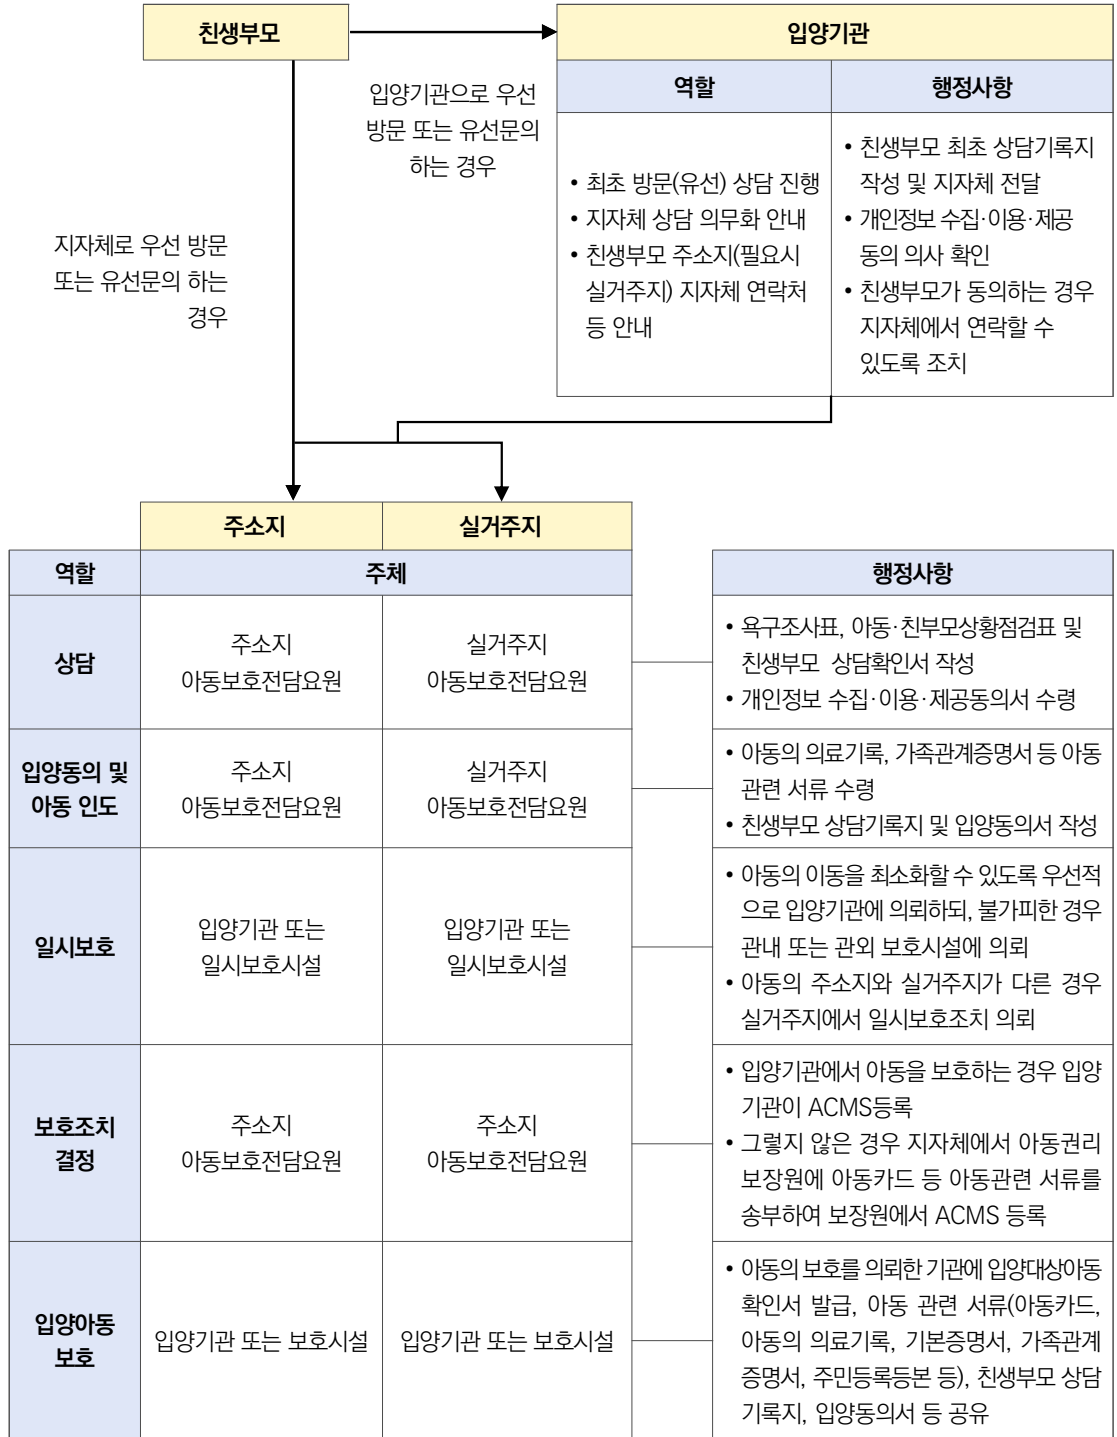 친생부모
입양기관
역할
행정사항
입양기관으로 우선
방문 또는 유선문의
하는 경우
• 최초 방문(유선) 상담 진행
• 지자체 상담 의무화 안내
• 친생부모 주소지(필요시
실거주지) 지자체 연락처
등 안내
• 친생부모 최초 상담기록지
작성 및 지자체 전달
• 개인정보 수집·이용·제공
동의 의사 확인
• 친생부모가 동의하는 경우
지자체에서 연락할 수
있도록 조치
지자체로 우선 방문
또는 유선문의 하는
경우
주소지
실거주지
역할
주체
행정사항
상담
주소지
아동보호전담요원
실거주지
아동보호전담요원
• 욕구조사표, 아동·친부모상황점검표 및
친생부모 상담확인서 작성
• 개인정보 수집·이용·제공동의서 수령
입양동의 및
아동 인도
주소지
아동보호전담요원
실거주지
아동보호전담요원
• 아동의 의료기록, 가족관계증명서 등 아동
관련 서류 수령
• 친생부모 상담기록지 및 입양동의서 작성
일시보호
입양기관 또는
일시보호시설
입양기관 또는
일시보호시설
• 아동의 이동을 최소화할 수 있도록 우선적
으로 입양기관에 의뢰하되, 불가피한 경우
관내 또는 관외 보호시설에 의뢰
• 아동의 주소지와 실거주지가 다른 경우
실거주지에서 일시보호조치 의뢰
보호조치
결정
주소지
아동보호전담요원
주소지
아동보호전담요원
• 입양기관에서 아동을 보호하는 경우 입양
기관이 ACMS등록
• 그렇지 않은 경우 지자체에서 아동권리
보장원에 아동카드 등 아동관련 서류를
송부하여 보장원에서 ACMS 등록
입양아동
보호
입양기관 또는 보호시설
입양기관 또는 보호시설
• 아동의 보호를 의뢰한 기관에 입양대상아동
확인서 발급, 아동 관련 서류(아동카드,
아동의 의료기록, 기본증명서, 가족관계
증명서, 주민등록등본 등), 친생부모 상담
기록지, 입양동의서 등 공유